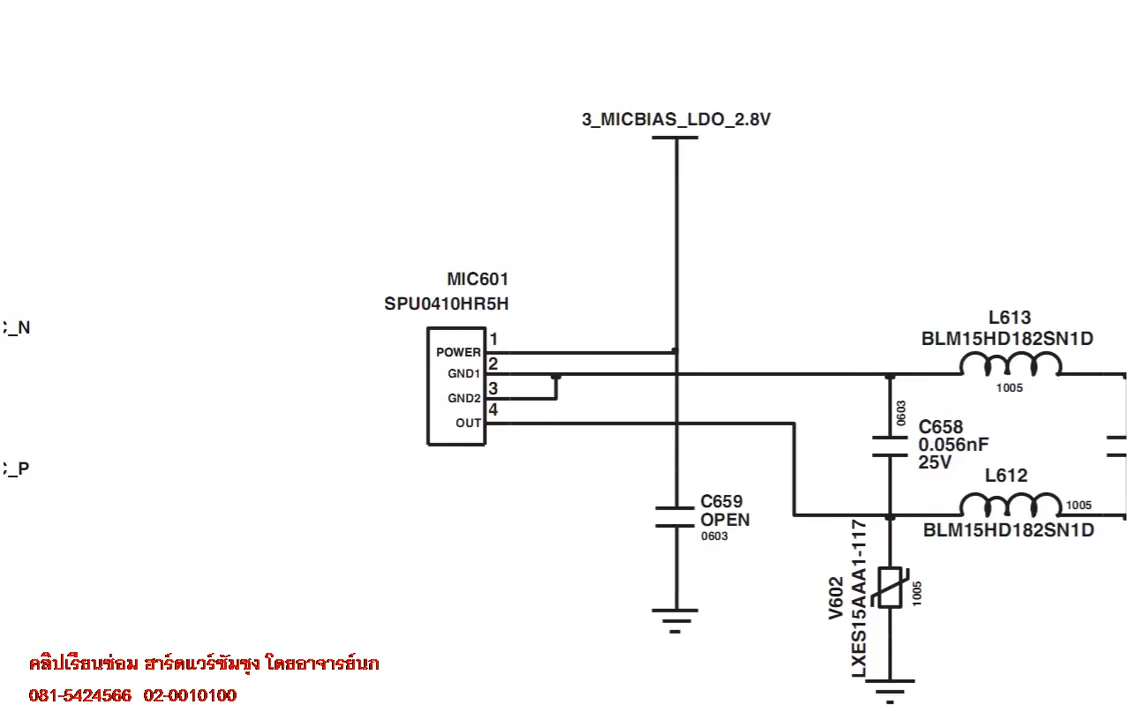 3_MICBIAS_LDO_2.8V
MIC601
SPU0410HR5H
POWER 1
GND1 2
GND2 3
OUT 4
C_N
C_P
L613
BLM15HD182SN1D
1005
0603
C658
0.056nF
25V
L612
1005
BLM15HD182SN1D
C659
OPEN
0603
V602
LXES15AAA1-117
1005
คลิปเรียนซ่อม ฮาร์ดแวร์ซัมซุง โดยอาจารย์นก
081-5424566 02-0010100